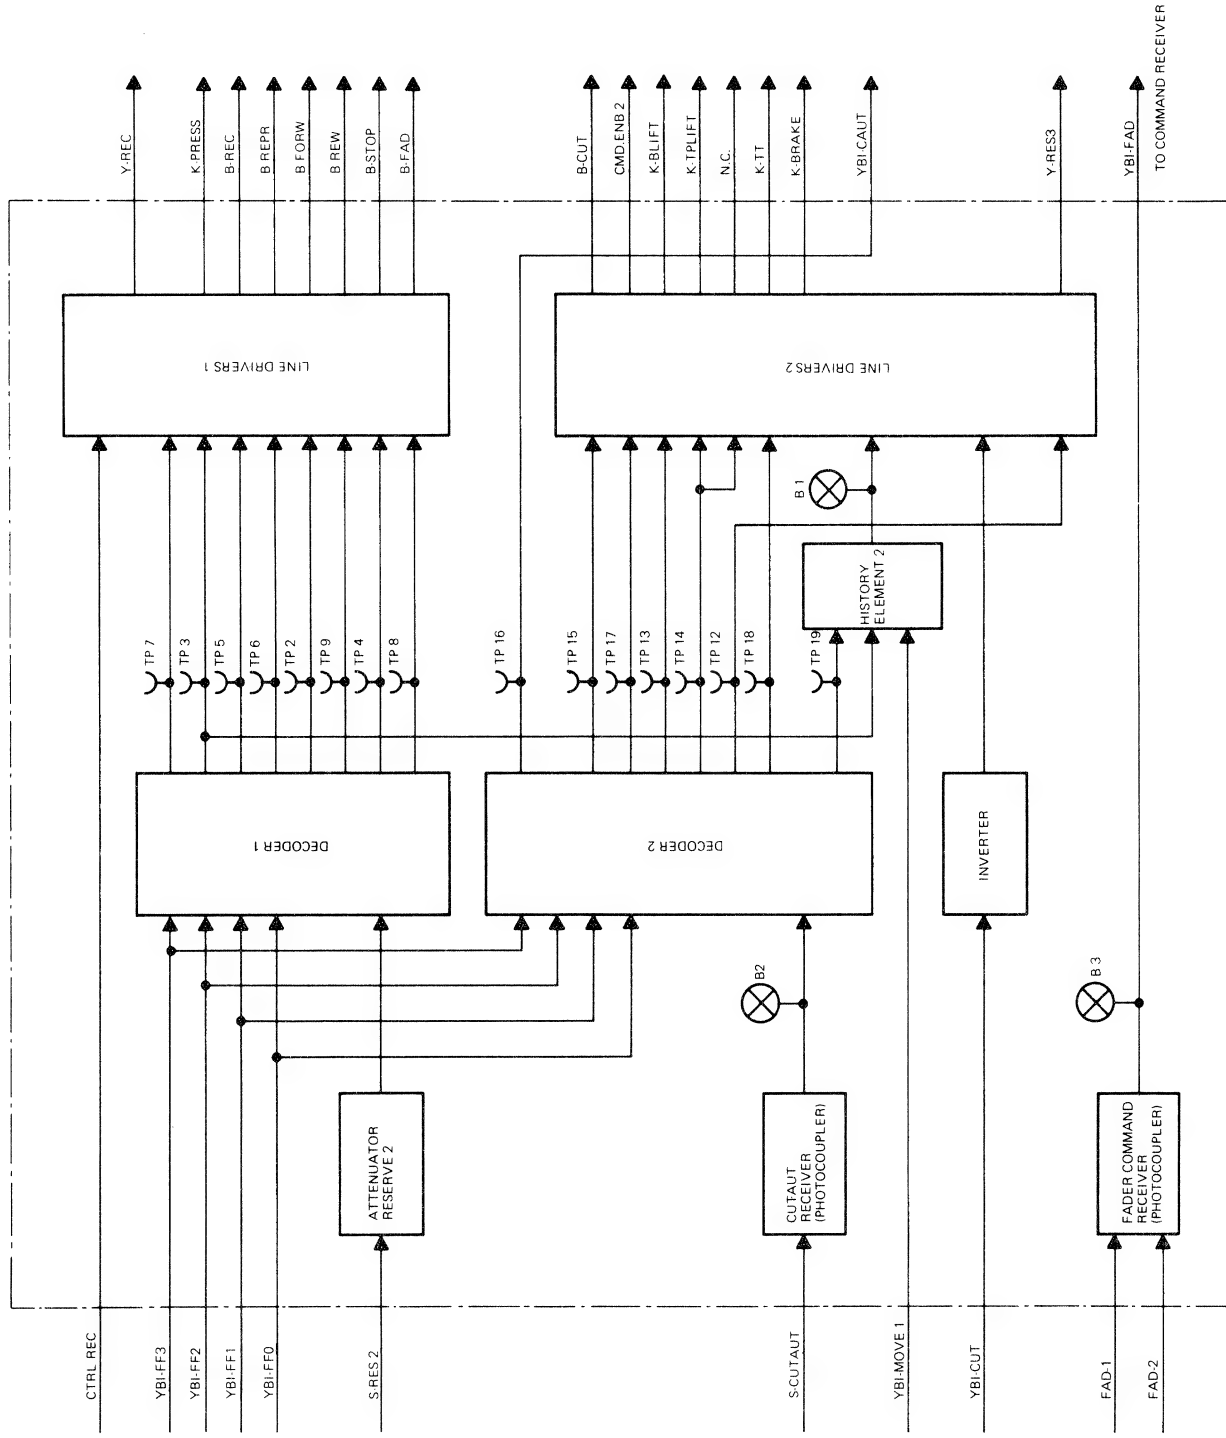 Y-REC
K-PRESS
B-REC
B REPR
B FORW
B REW
B-STOP
B-FAD
B-CUT
CMD.ENB 2
K-BLIFT
K-TPLIFT
N.C.
K-TT
K-BRAKE
YBI-CAUT
Y-RES3
YBI-FAD
TO COMMAND RECEIVER
LINE DRIVERS 1
LINE DRIVERS 2
B 1
HISTORY
ELEMENT 2
TP 7
TP 3
TP 5
TP 6
TP 2
TP 9
TP 4
TP 8
TP 16
TP 15
TP 17
TP 13
TP 14
TP 12
TP 18
TP 19
DECODER 1
DECODER 2
INVERTER
B2
B 3
ATTENUATOR
RESERVE 2
CUTAUT
RECEIVER
(PHOTOCOUPLER)
FADER COMMAND
RECEIVER
(PHOTOCOUPLER)
CTRL REC
YBI-FF3
YBI-FF2
YBI-FF1
YBI-FF0
S-RES 2
S-CUTAUT
YBI-MOVE 1
YBI-CUT
FAD-1
FAD-2